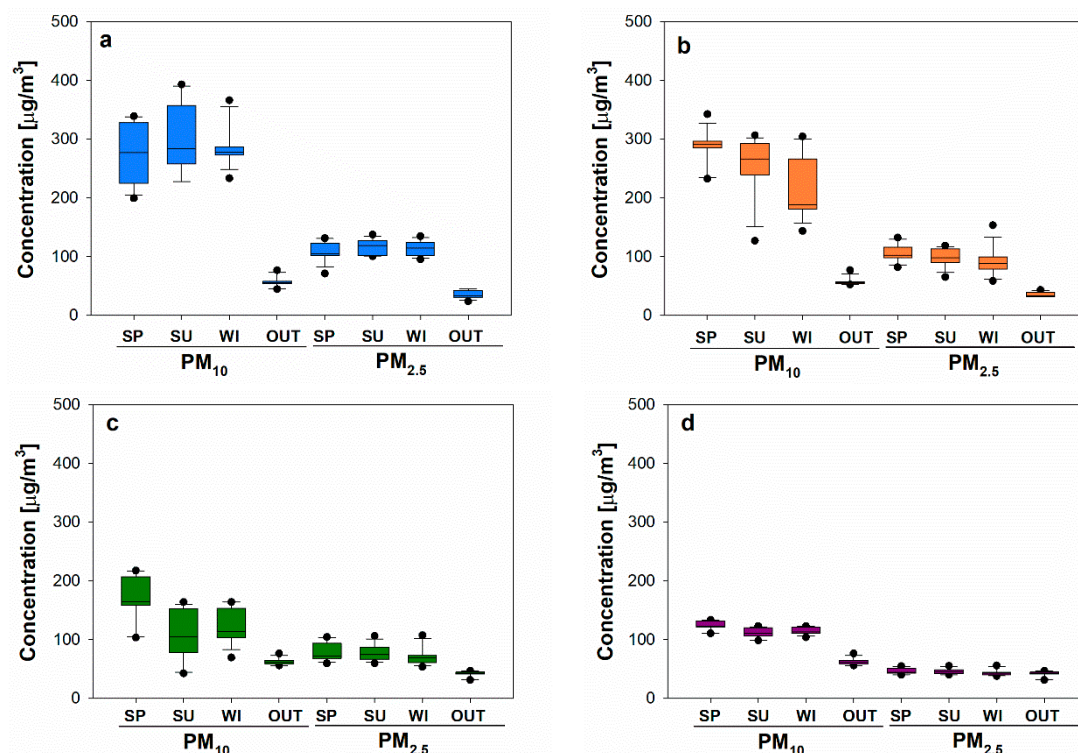 a
500
400
300
200
100
0
Concentration [µg/m³]
SP SU WI OUT SP SU WI OUT
PM₁₀ PM₂.₅
b
500
400
300
200
100
0
Concentration [µg/m³]
SP SU WI OUT SP SU WI OUT
PM₁₀ PM₂.₅
c
500
400
300
200
100
0
Concentration [µg/m³]
SP SU WI OUT SP SU WI OUT
PM₁₀ PM₂.₅
d
500
400
300
200
100
0
Concentration [µg/m³]
SP SU WI OUT SP SU WI OUT
PM₁₀ PM₂.₅